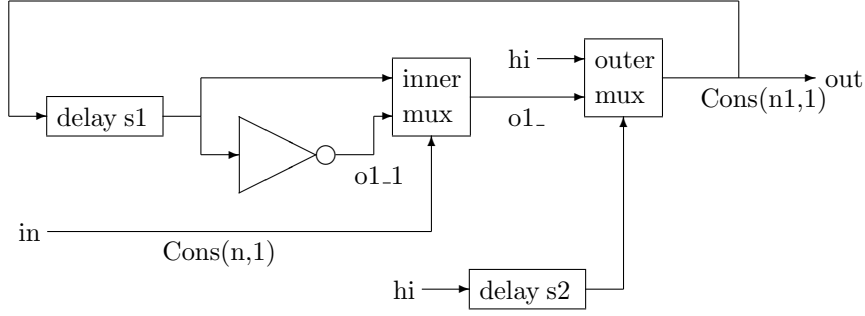 hi
inner
mux
outer
mux
out
Cons(n1,1)
delay s1
o1_
o1_1
in
Cons(n,1)
hi
delay s2